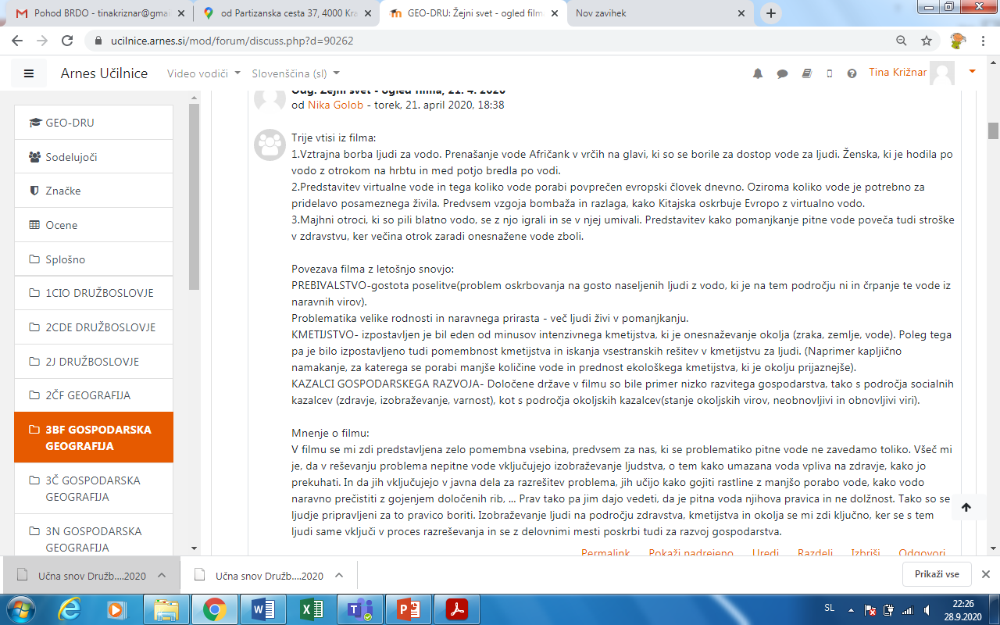 Pohod BRDO - tinakriznar@gmai
od Partizanska cesta 37, 4000 Kra
GEO-DRU: Žejni svet - ogled film
Nov zavihek
ucilnice.arnes.si/mod/forum/discuss.php?d=90262
Arnes Učilnice
Video vodiči
Slovenščina (sl)
Tina Križnar
GEO-DRU
Sodelujoči
Značke
Ocene
Splošno
1CIO DRUŽBOSLOVJE
2CDE DRUŽBOSLOVJE
2J DRUŽBOSLOVJE
2ČF GEOGRAFIJA
3BF GOSPODARSKA
GEOGRAFIJA
3Č GOSPODARSKA
GEOGRAFIJA
3N GOSPODARSKA
GEOGRAFIJA
Odg: Žejni svet - ogled filma, 21. 4. 2020
od Nika Golob - torek, 21. april 2020, 18:38
Trije vtisi iz filma:
1.Vztrajna borba ljudi za vodo. Prenašanje vode Afričank v vrčih na glavi, ki so se borile za dostop vode za ljudi. Ženska, ki je hodila po
vodo z otrokom na hrbtu in med potjo bredla po vodi.
2.Predstavitev virtualne vode in tega koliko vode porabi povprečen evropski človek dnevno. Oziroma koliko vode je potrebno za
pridelavo posameznega živila. Predvsem vzgoja bombaža in razlaga, kako Kitajska oskrbuje Evropo z virtualno vodo.
3.Majhni otroci, ki so pili blatno vodo, se z njo igrali in se v njej umivali. Predstavitev kako pomanjkanje pitne vode poveča tudi stroške
v zdravstvu, ker večina otrok zaradi onesnažene vode zboli.
Povezava filma z letošnjo snovjo:
PREBIVALSTVO-gostota poselitve(problem oskrbovanja na gosto naseljenih ljudi z vodo, ki je na tem področju ni in črpanje te vode iz
naravnih virov).
Problematika velike rodnosti in naravnega prirasta - več ljudi živi v pomanjkanju.
KMETIJSTVO- izpostavljen je bil eden od minusov intenzivnega kmetijstva, ki je onesnaževanje okolja (zraka, zemlje, vode). Poleg tega
pa je bilo izpostavljeno tudi pomembnost kmetijstva in iskanja vsestranskih rešitev v kmetijstvu za ljudi. (Naprimer kapljično
namakanje, za katerega se porabi manjše količine vode in prednost ekološkega kmetijstva, ki je okolju prijaznejše).
KAZALCI GOSPODARSKEGA RAZVOJA- Določene države v filmu so bile primer nizko razvitega gospodarstva, tako s področja socialnih
kazalcev (zdravje, izobraževanje, varnost), kot s področja okoljskih kazalcev(stanje okoljskih virov, neobnovljivi in obnovljivi viri).
Mnenje o filmu:
V filmu se mi zdi predstavljena zelo pomembna vsebina, predvsem za nas, ki se problematiko pitne vode ne zavedamo toliko. Všeč mi
je, da v reševanju problema nepitne vode vključujejo izobraževanje ljudstva, o tem kako umazana voda vpliva na zdravje, kako jo
prekuhati. In da jih vključujejo v javna dela za razrešitev problema, jih učijo kako gojiti rastline z manjšo porabo vode, kako vodo
naravno prečistiti z gojenjem določenih rib, ... Prav tako pa jim dajo vedeti, da je pitna voda njihova pravica in ne dolžnost. Tako so se
ljudje pripravljeni za to pravico boriti. Izobraževanje ljudi na področju zdravstva, kmetijstva in okolja se mi zdi ključno, ker se s tem
ljudi same vključi v proces razreševanja in se z delovnimi mesti poskrbi tudi za razvoj gospodarstva.
Permalink Pokaži nadrejeno Uredi Razdeli Izbriši Odgovori
Učna snov Družb....2020
Učna snov Družb....2020
Prikaži vse
SL
22:26
28.9.2020